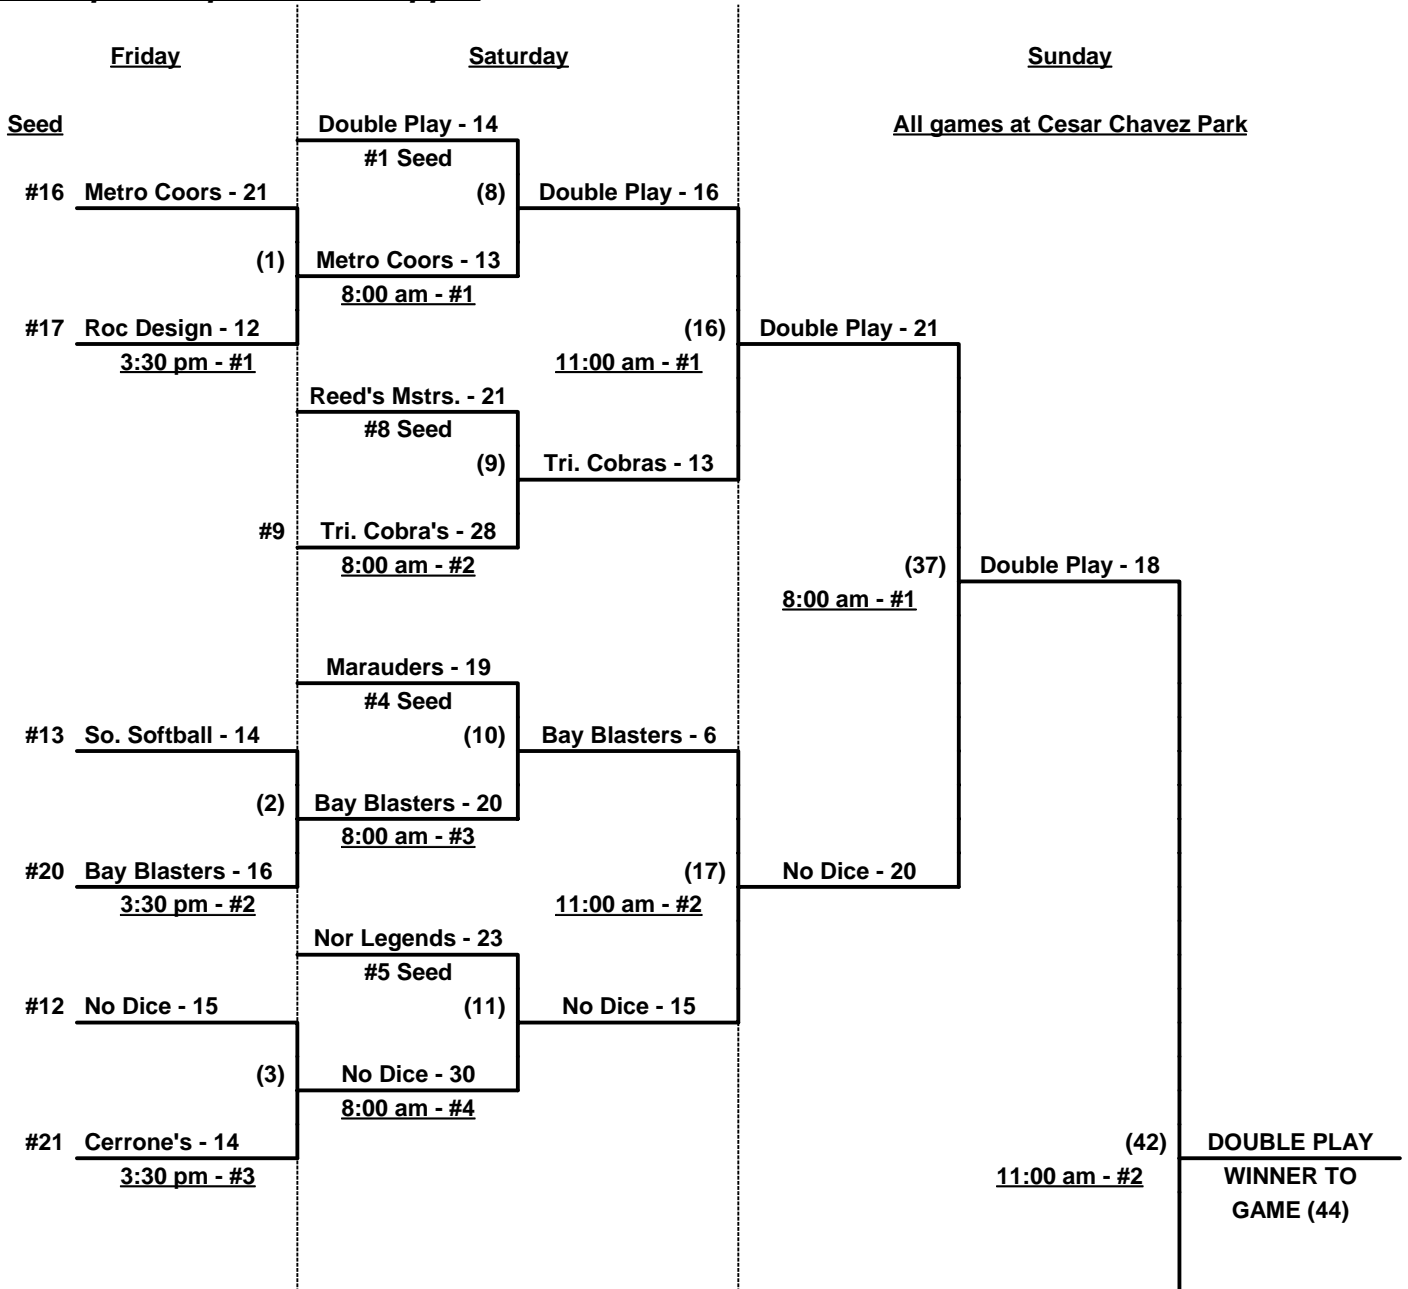 Friday Saturday Sunday
Seed Double Play - 14 All games at Cesar Chavez Park
#1 Seed
#16 Metro Coors - 21 (8) Double Play - 16
(1) Metro Coors - 13
8:00 am - #1
#17 Roc Design - 12 (16) Double Play - 21
3:30 pm - #1 11:00 am - #1
Reed's Mstrs. - 21
#8 Seed
(9) Tri. Cobras - 13
#9 Tri. Cobra's - 28
8:00 am - #2 (37) Double Play - 18
8:00 am - #1
Marauders - 19
#4 Seed
#13 So. Softball - 14 (10) Bay Blasters - 6
(2) Bay Blasters - 20
8:00 am - #3
#20 Bay Blasters - 16 (17) No Dice - 20
3:30 pm - #2 11:00 am - #2
Nor Legends - 23
#5 Seed
#12 No Dice - 15 (11) No Dice - 15
(3) No Dice - 30
8:00 am - #4
#21 Cerrone's - 14 (42) DOUBLE PLAY
3:30 pm - #3 11:00 am - #2 WINNER TO
GAME (44)